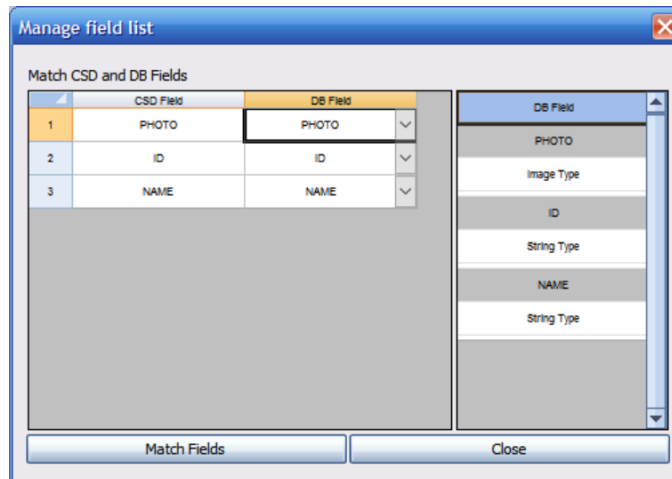 Manage field list
Match CSD and DB Fields
CSD Field DB Field
1 PHOTO PHOTO
2 ID ID
3 NAME NAME
DB Field
PHOTO
Image Type
ID
String Type
NAME
String Type
Match Fields Close